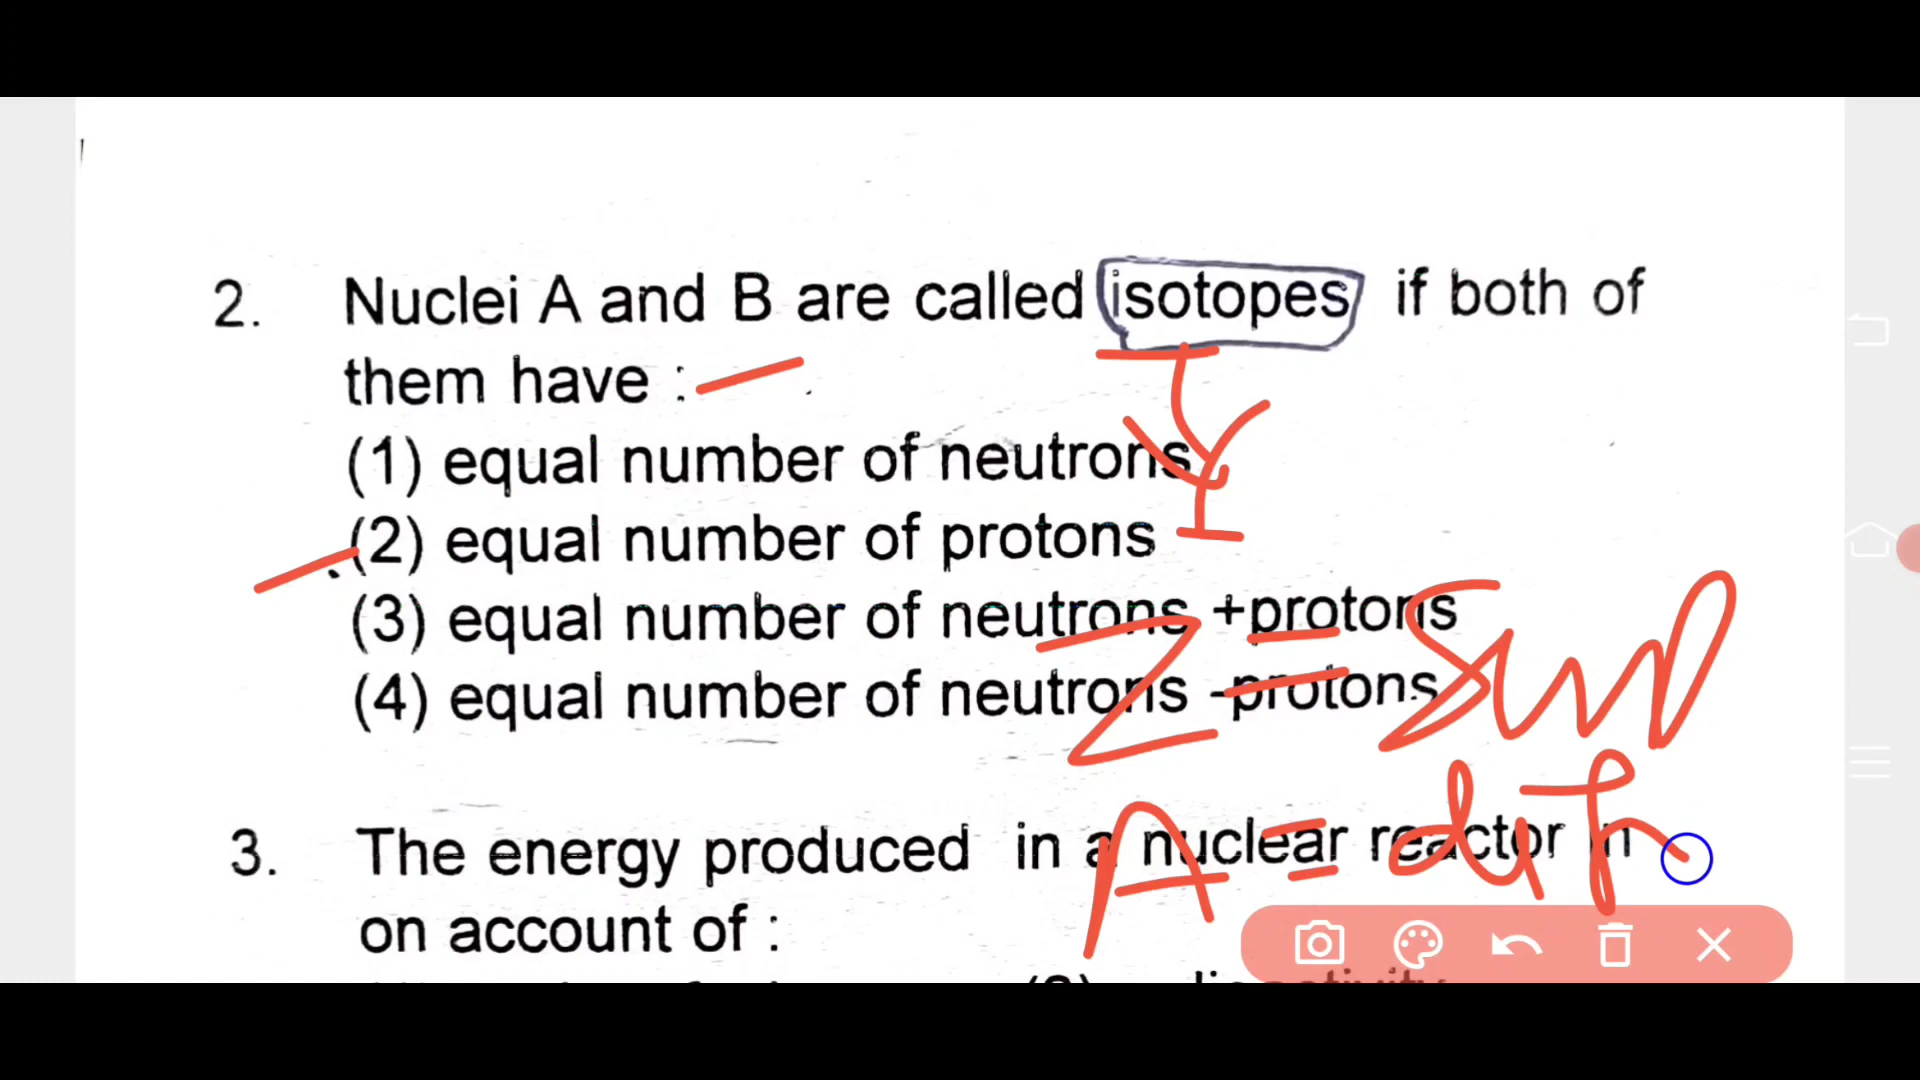 2. Nuclei A and B are called isotopes if both of
them have :
(1) equal number of neutrons
(2) equal number of protons
(3) equal number of neutrons +protons
(4) equal number of neutrons -protons
Z =
A =
3. The energy produced in a nuclear reactor in
on account of :